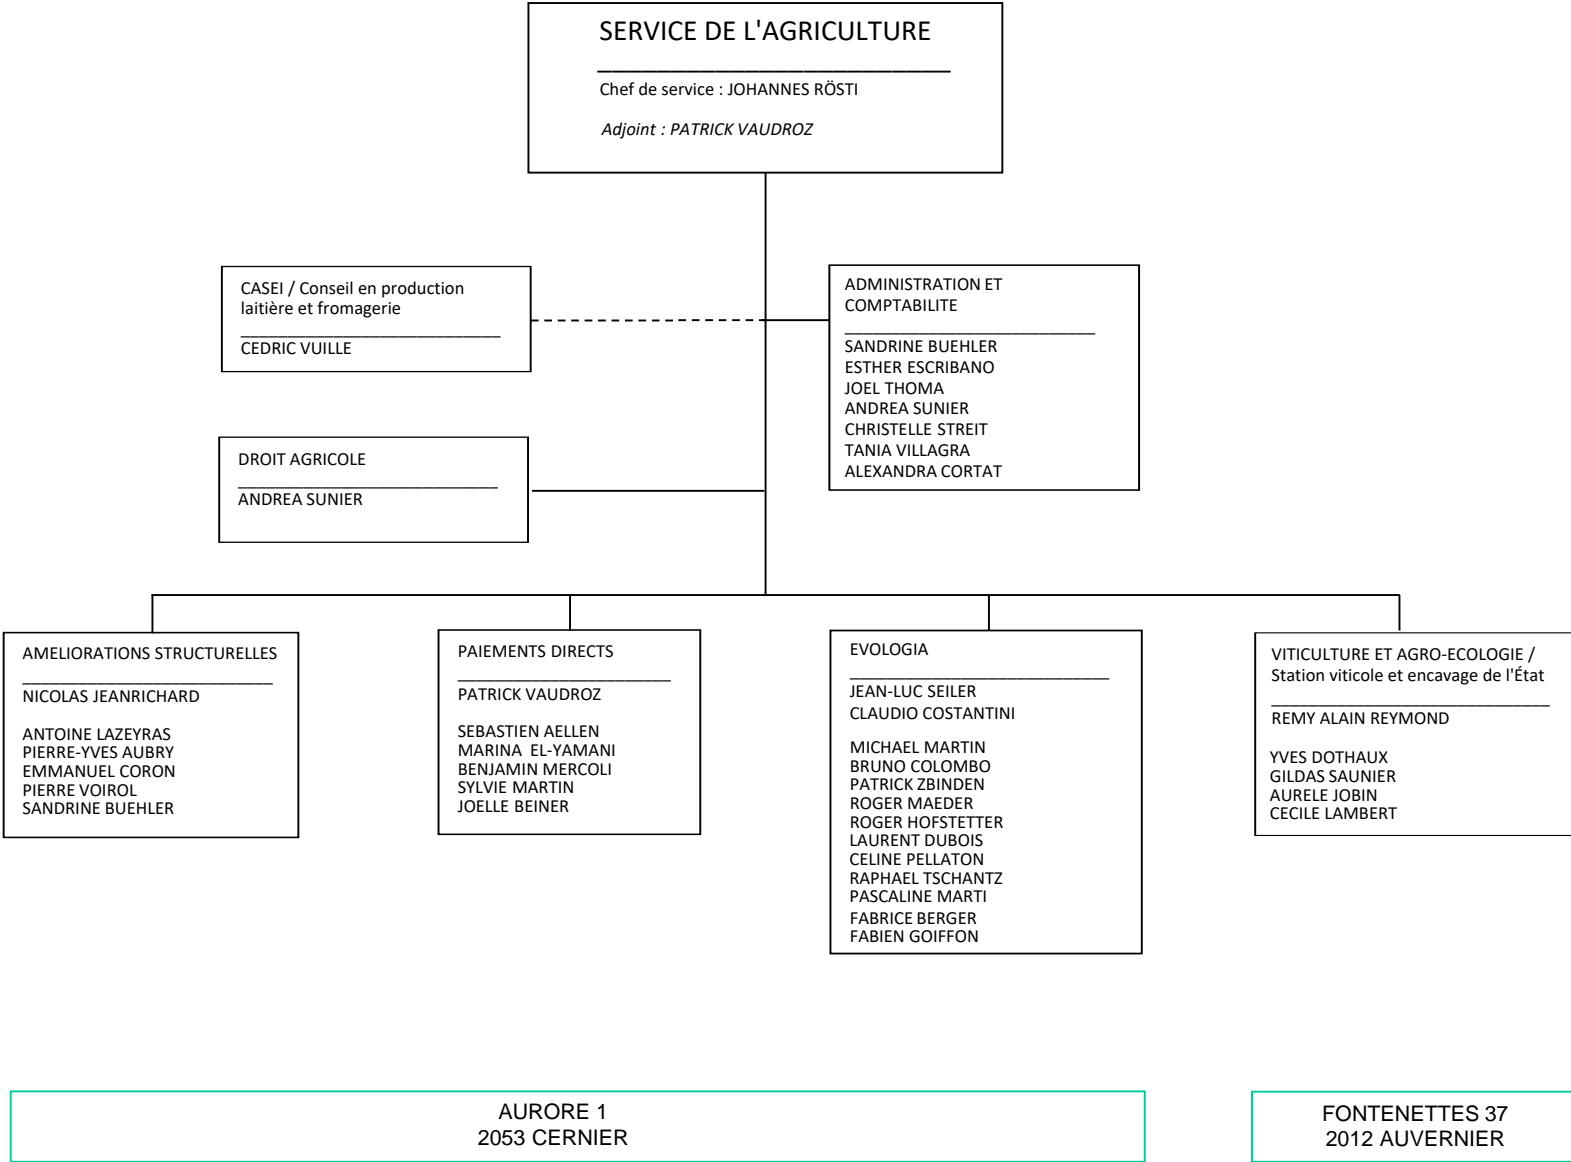 SERVICE DE L'AGRICULTURE
Chef de service : JOHANNES RÖSTI
Adjoint : PATRICK VAUDROZ
CASEI / Conseil en production
laitière et fromagerie
CEDRIC VUILLE
ADMINISTRATION ET
COMPTABILITE
SANDRINE BUEHLER
ESTHER ESCRIBANO
JOEL THOMA
ANDREA SUNIER
CHRISTELLE STREIT
TANIA VILLAGRA
ALEXANDRA CORTAT
DROIT AGRICOLE
ANDREA SUNIER
AMELIORATIONS STRUCTURELLES
NICOLAS JEANRICHARD
ANTOINE LAZEYRAS
PIERRE-YVES AUBRY
EMMANUEL CORON
PIERRE VOIROL
SANDRINE BUEHLER
PAIEMENTS DIRECTS
PATRICK VAUDROZ
SEBASTIEN AELLEN
MARINA EL-YAMANI
BENJAMIN MERCOLI
SYLVIE MARTIN
JOELLE BEINER
EVOLOGIA
JEAN-LUC SEILER
CLAUDIO COSTANTINI
MICHAEL MARTIN
BRUNO COLOMBO
PATRICK ZBINDEN
ROGER MAEDER
ROGER HOFSTETTER
LAURENT DUBOIS
CELINE PELLATON
RAPHAEL TSCHANTZ
PASCALINE MARTI
FABRICE BERGER
FABIEN GOIFFON
VITICULTURE ET AGRO-ECOLOGIE /
Station viticole et encavage de l'État
REMY ALAIN REYMOND
YVES DOTHAUX
GILDAS SAUNIER
AURELE JOBIN
CECILE LAMBERT
AURORE 1
2053 CERNIER
FONTENETTES 37
2012 AUVERNIER